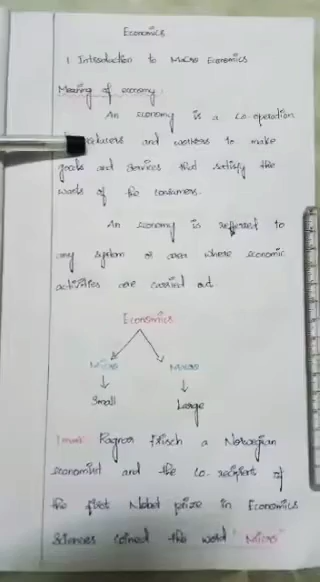 Economics
1 Introduction to Macro Economics
Meaning of economy:
An economy is a co-operation
producers and workers to make
goods and services that satisfy the
wants of the consumers.
An economy is referred to
any system or area where economic
activities are carried out.
Economics
Micro Macro
Small Large
1 mark Ragnar Frisch a Norwegian
economist and the co-recipient of
the first Nobel prize in Economics
Sciences coined the word "Micro"